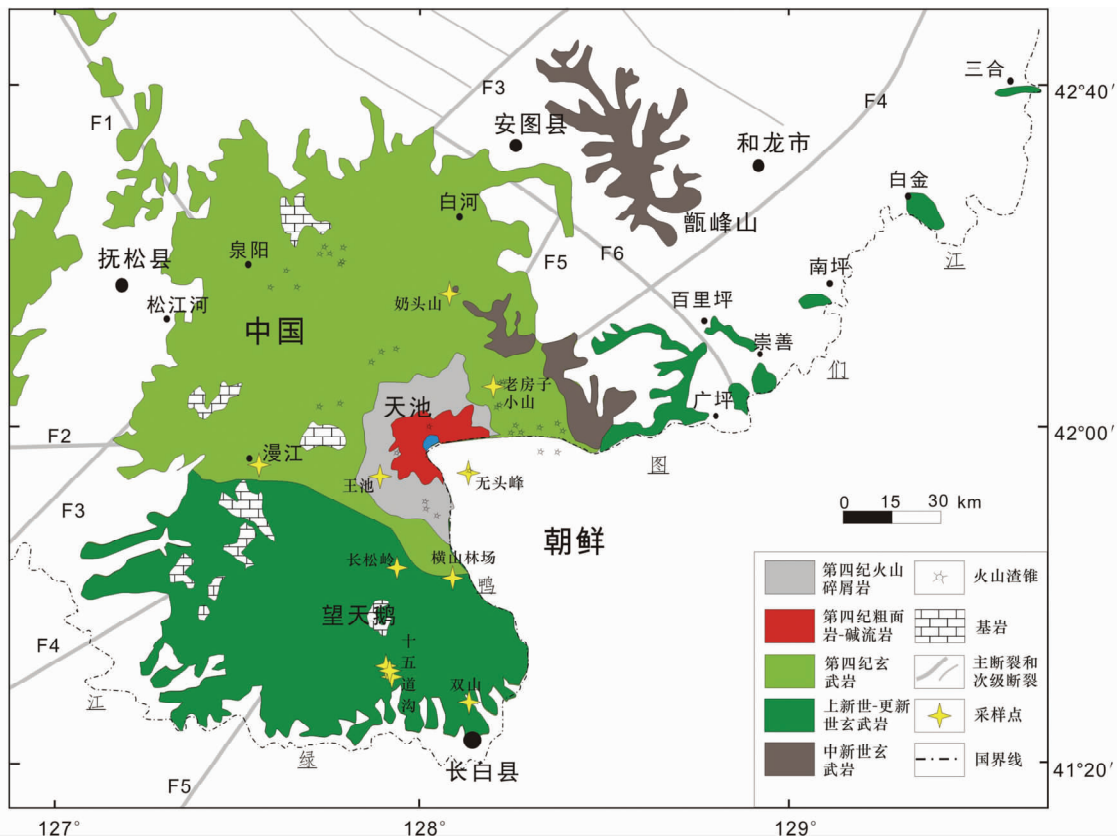 三合
42°40′
F3
F4
F1
安图县
和龙市
白金
白河
甑峰山
江
泉阳
抚松县
F5
F6
南坪
松江河
奶头山
百里坪
中国
崇善
们
天池
老房子
小山
广坪
42°00′
F2
漫江
图
王池
无头峰
0 15 30 km
F3
朝鲜
长松岭
横山林场
鸭
望天鹅
F4
十五道沟
双山
江
绿
长白县
F5
第四纪火山
碎屑岩
火山渣锥
第四纪粗面
岩-碱流岩
基岩
第四纪玄
武岩
主断裂和
次级断裂
上新世-更新
世玄武岩
采样点
中新世玄
武岩
国界线
41°20′
127°
128°
129°